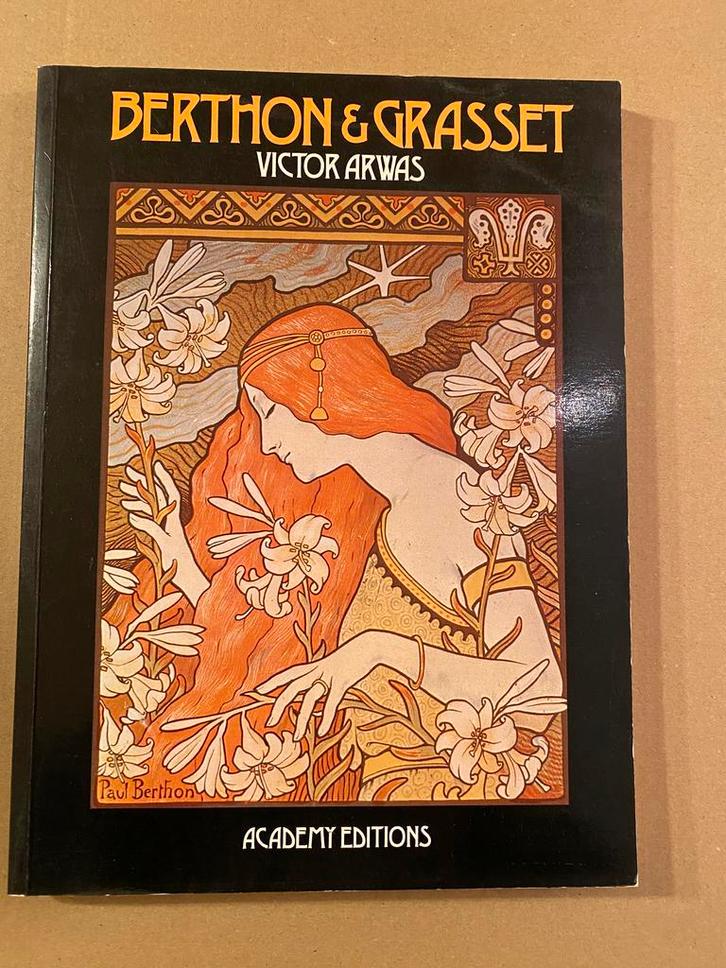 BERTHON & GRASSET
VICTOR ARWAS
Paul Berthon
ACADEMY EDITIONS